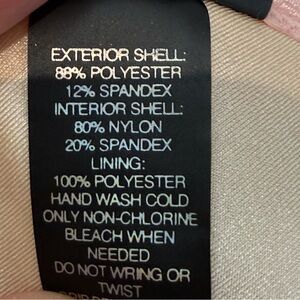 EXTERIOR SHELL:
88% POLYESTER
12% SPANDEX
INTERIOR SHELL:
80% NYLON
20% SPANDEX
LINING:
100% POLYESTER
HAND WASH COLD
ONLY NON-CHLORINE
BLEACH WHEN
NEEDED
DO NOT WRING OR
TWIST